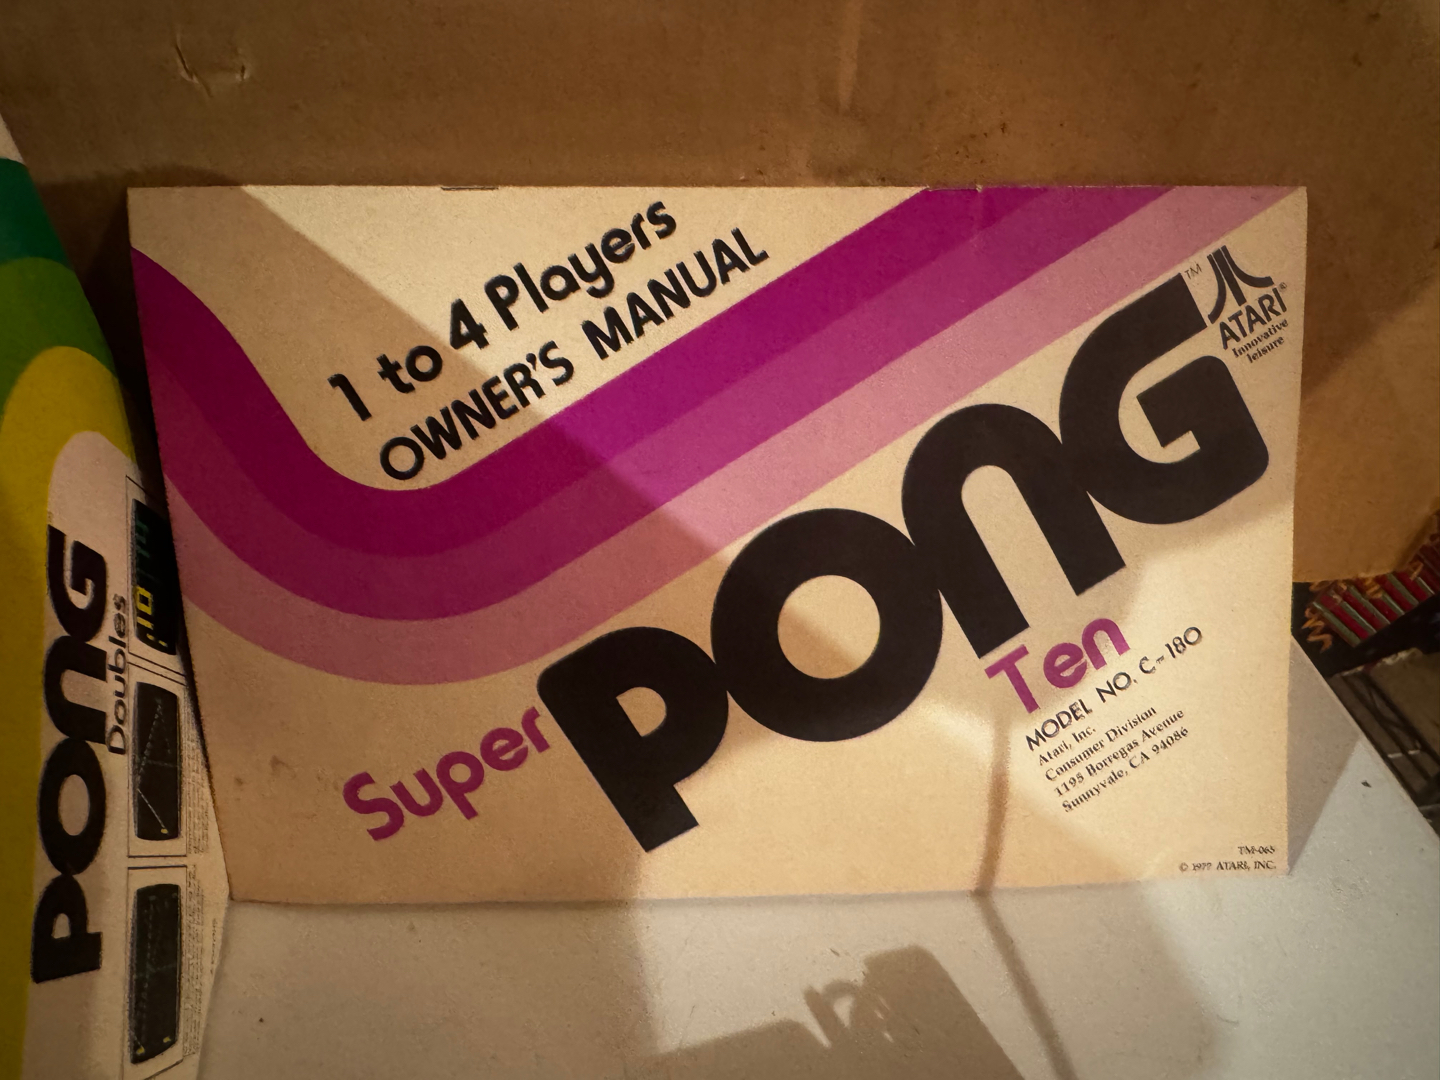 1 to 4 Players
OWNER'S MANUAL
TM
ATARI®
Innovative
leisure
Super
PONG
Ten
MODEL NO. C-180
Atari, Inc.
Consumer Division
1195 Borregas Avenue
Sunnyvale, CA 94086
TM-065
© 1977 ATARI, INC.
PONG
Doubles